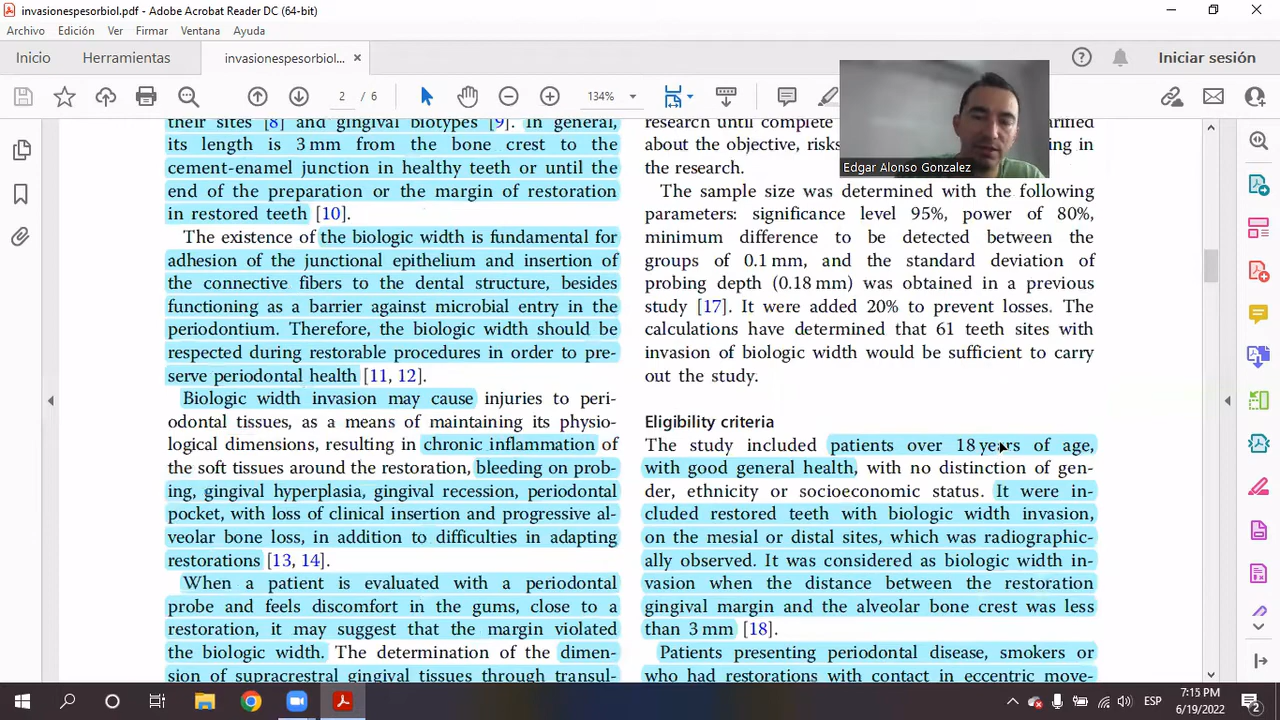 invasionespesorbiol.pdf - Adobe Acrobat Reader DC (64-bit)
Archivo Edición Ver Firmar Ventana Ayuda
Inicio Herramientas invasionespesorbiol... × Iniciar sesión
2 / 6 134%
Edgar Alonso Gonzalez
their sites [8] and gingival biotypes [9]. In general,
its length is 3 mm from the bone crest to the
cement-enamel junction in healthy teeth or until the
end of the preparation or the margin of restoration
in restored teeth [10].
The existence of the biologic width is fundamental for
adhesion of the junctional epithelium and insertion of
the connective fibers to the dental structure, besides
functioning as a barrier against microbial entry in the
periodontium. Therefore, the biologic width should be
respected during restorable procedures in order to pre-
serve periodontal health [11, 12].
Biologic width invasion may cause injuries to peri-
odontal tissues, as a means of maintaining its physio-
logical dimensions, resulting in chronic inflammation of
the soft tissues around the restoration, bleeding on prob-
ing, gingival hyperplasia, gingival recession, periodontal
pocket, with loss of clinical insertion and progressive al-
veolar bone loss, in addition to difficulties in adapting
restorations [13, 14].
When a patient is evaluated with a periodontal
probe and feels discomfort in the gums, close to a
restoration, it may suggest that the margin violated
the biologic width. The determination of the dimen-
sion of supracrestal gingival tissues through transul-
research until complete
about the objective, risks in
the research.
The sample size was determined with the following
parameters: significance level 95%, power of 80%,
minimum difference to be detected between the
groups of 0.1 mm, and the standard deviation of
probing depth (0.18 mm) was obtained in a previous
study [17]. It were added 20% to prevent losses. The
calculations have determined that 61 teeth sites with
invasion of biologic width would be sufficient to carry
out the study.
Eligibility criteria
The study included patients over 18 years of age,
with good general health, with no distinction of gen-
der, ethnicity or socioeconomic status. It were in-
cluded restored teeth with biologic width invasion,
on the mesial or distal sites, which was radiographic-
ally observed. It was considered as biologic width in-
vasion when the distance between the restoration
gingival margin and the alveolar bone crest was less
than 3 mm [18].
Patients presenting periodontal disease, smokers or
who had restorations with contact in eccentric move-
ESP 7:15 PM
6/19/2022 2